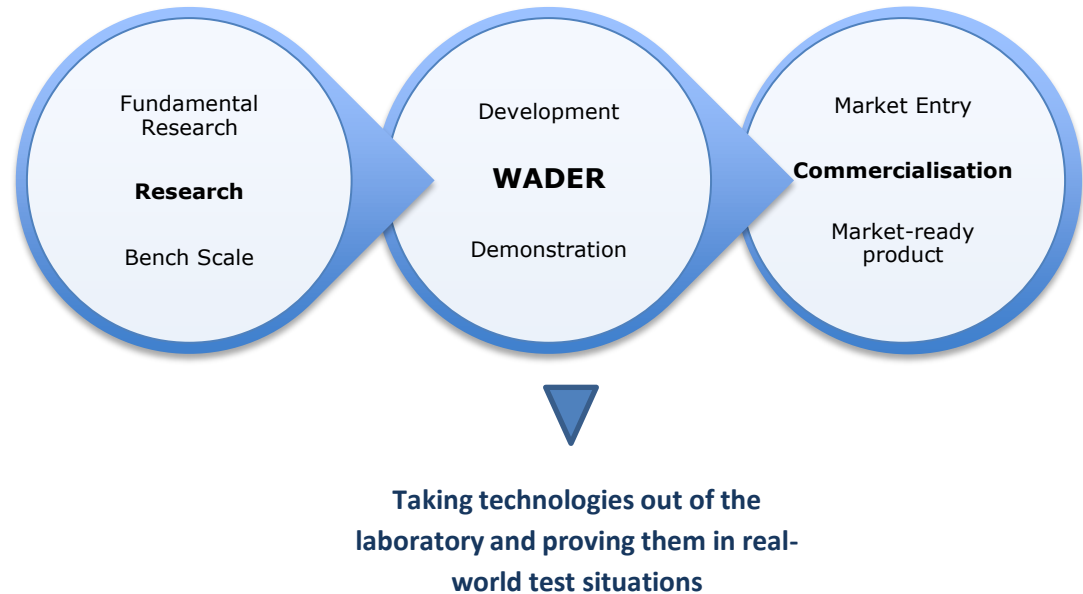 Fundamental
Research
Research
Bench Scale
Development
WADER
Demonstration
Market Entry
Commercialisation
Market-ready
product
Taking technologies out of the
laboratory and proving them in real-
world test situations